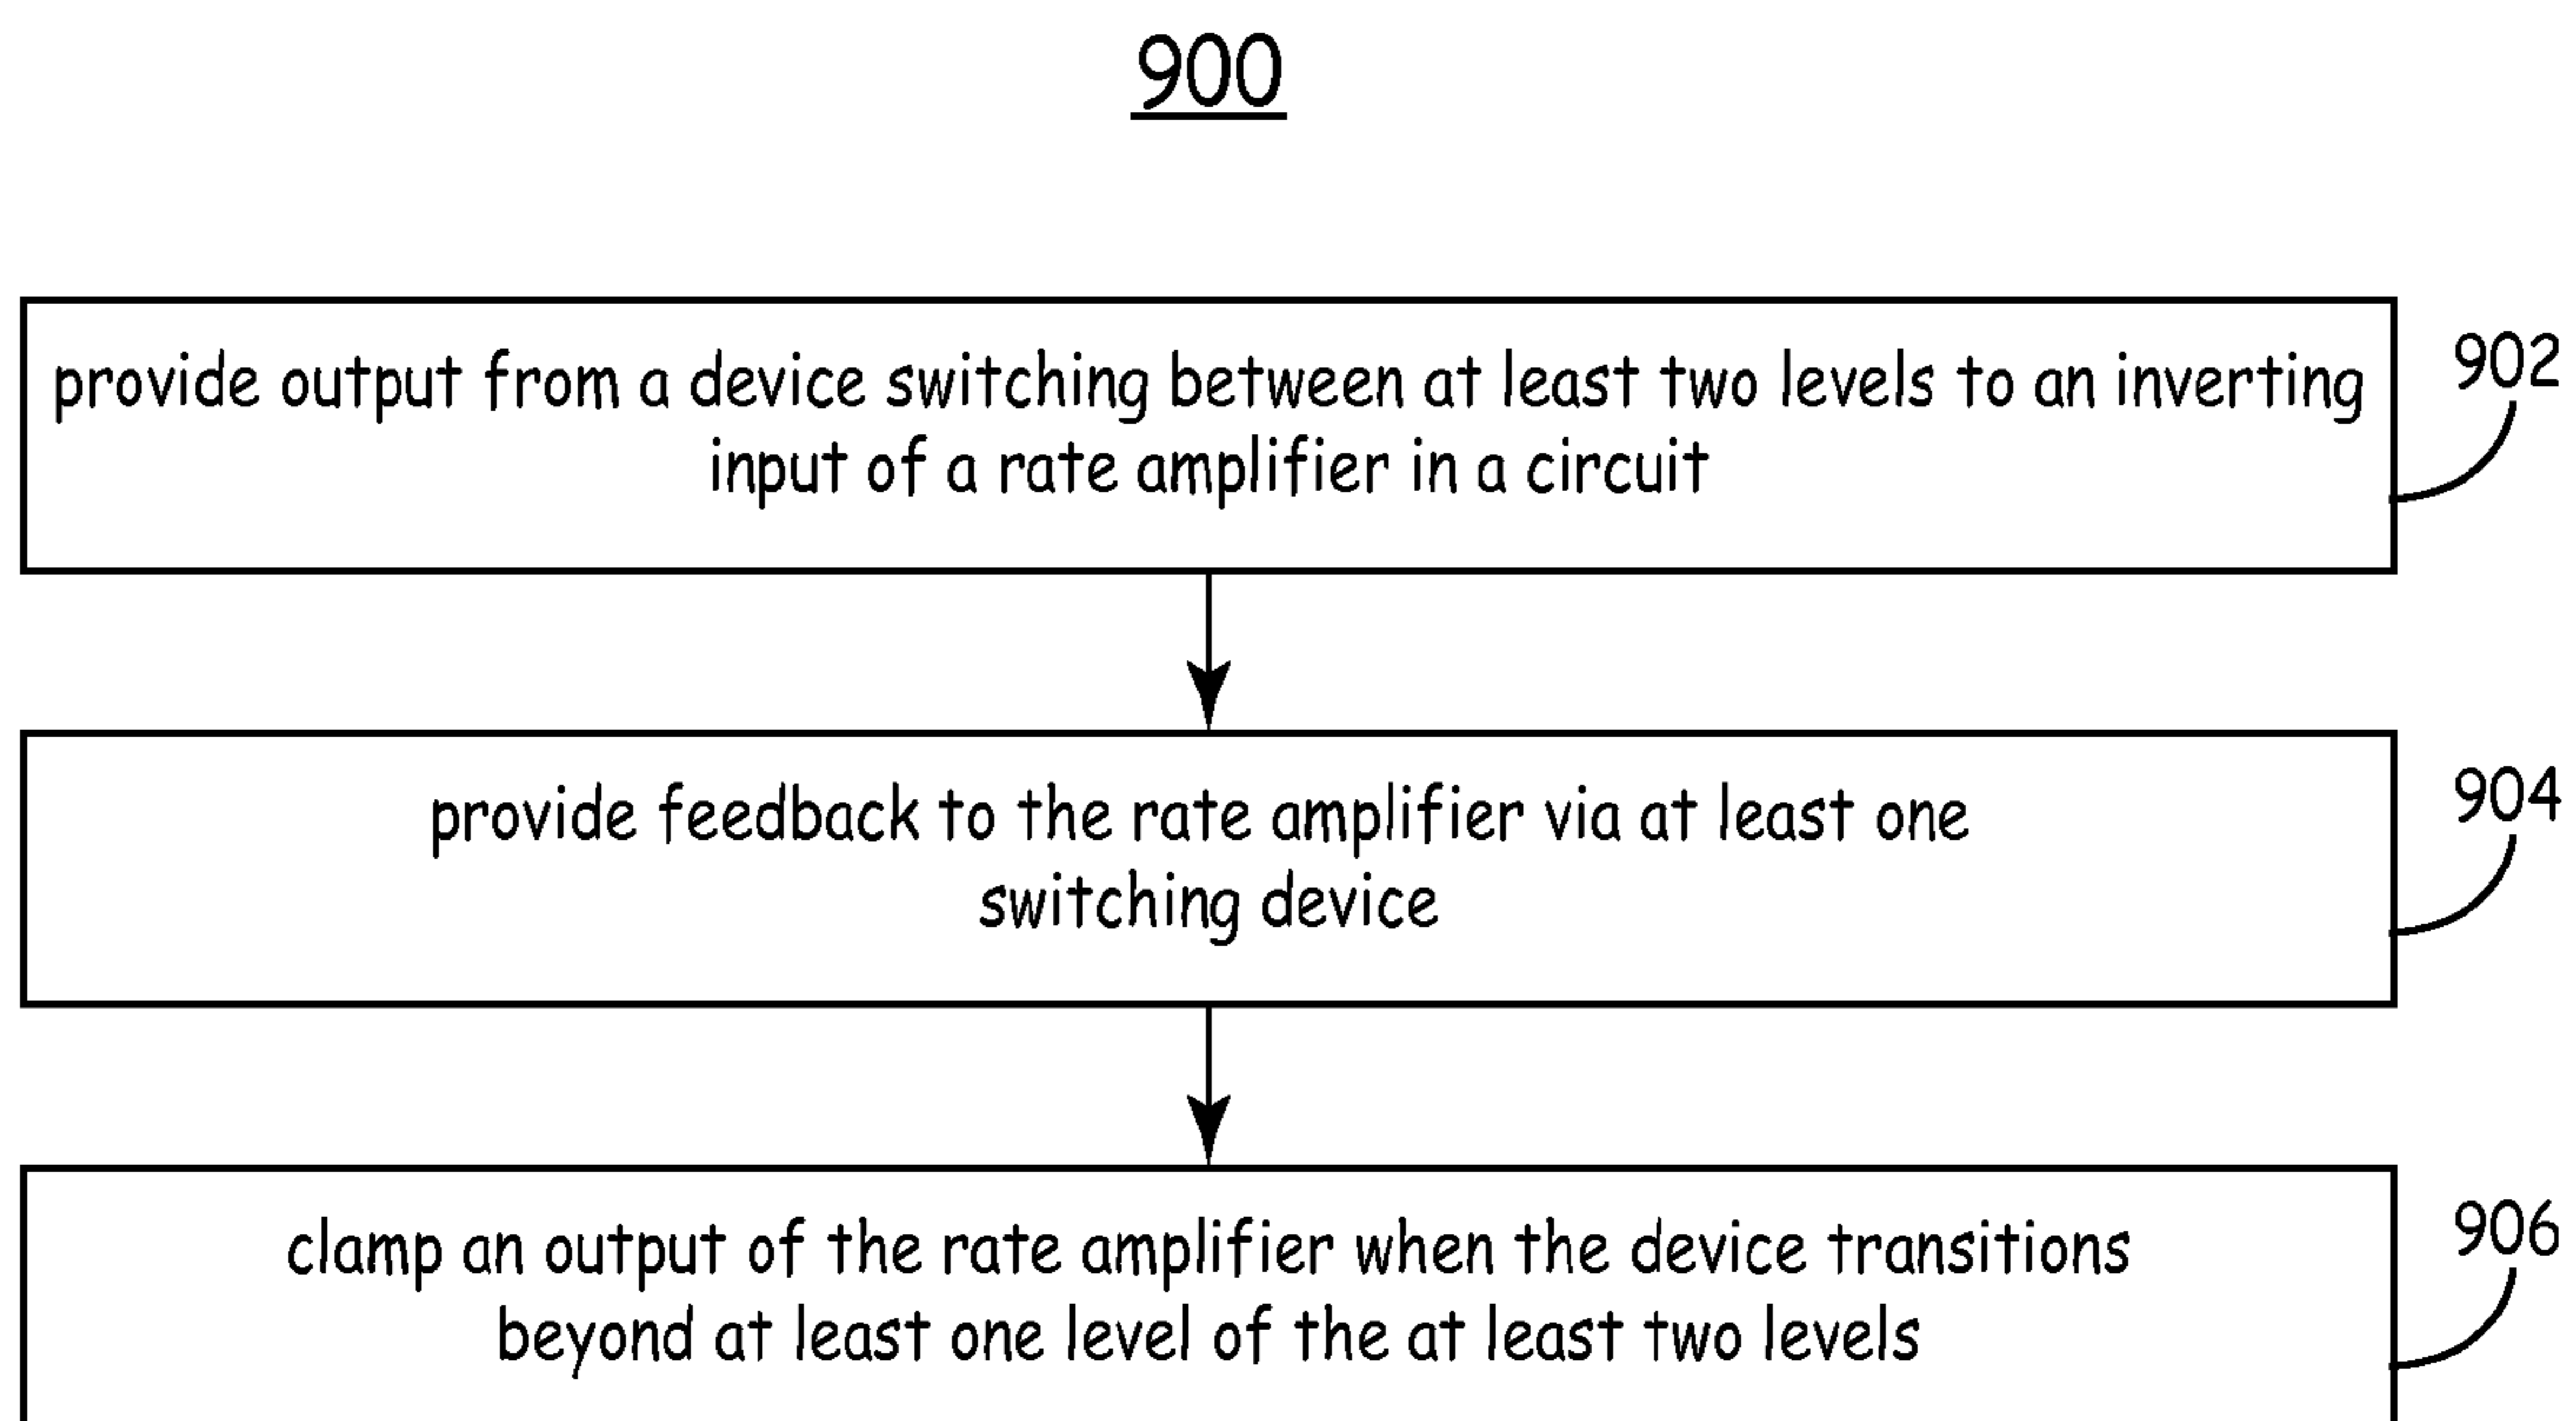 900
provide output from a device switching between at least two levels to an inverting
input of a rate amplifier in a circuit
902
provide feedback to the rate amplifier via at least one
switching device
904
clamp an output of the rate amplifier when the device transitions
beyond at least one level of the at least two levels
906